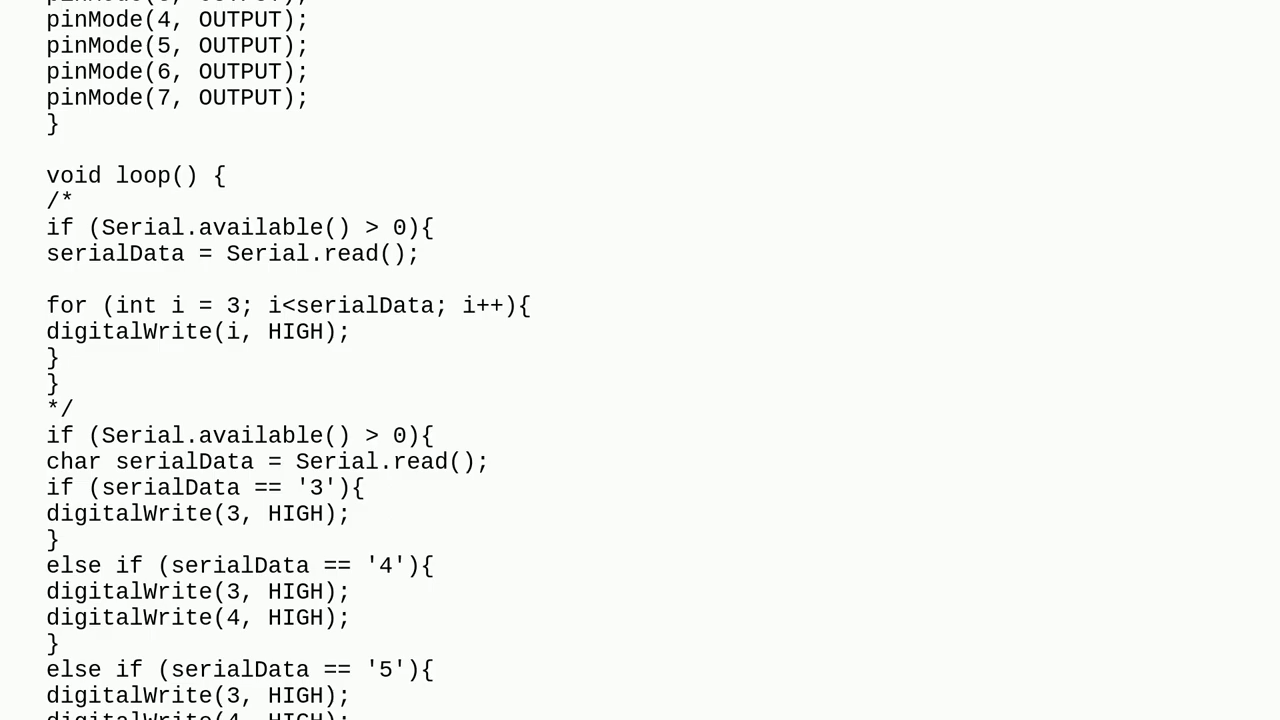 pinMode(4, OUTPUT);
pinMode(5, OUTPUT);
pinMode(6, OUTPUT);
pinMode(7, OUTPUT);
}
void loop() {
/*
if (Serial.available() > 0){
serialData = Serial.read();
for (int i = 3; i<serialData; i++){
digitalWrite(i, HIGH);
}
}
*/
if (Serial.available() > 0){
char serialData = Serial.read();
if (serialData == '3'){
digitalWrite(3, HIGH);
}
else if (serialData == '4'){
digitalWrite(3, HIGH);
digitalWrite(4, HIGH);
}
else if (serialData == '5'){
digitalWrite(3, HIGH);
digitalWrite(4, HIGH);